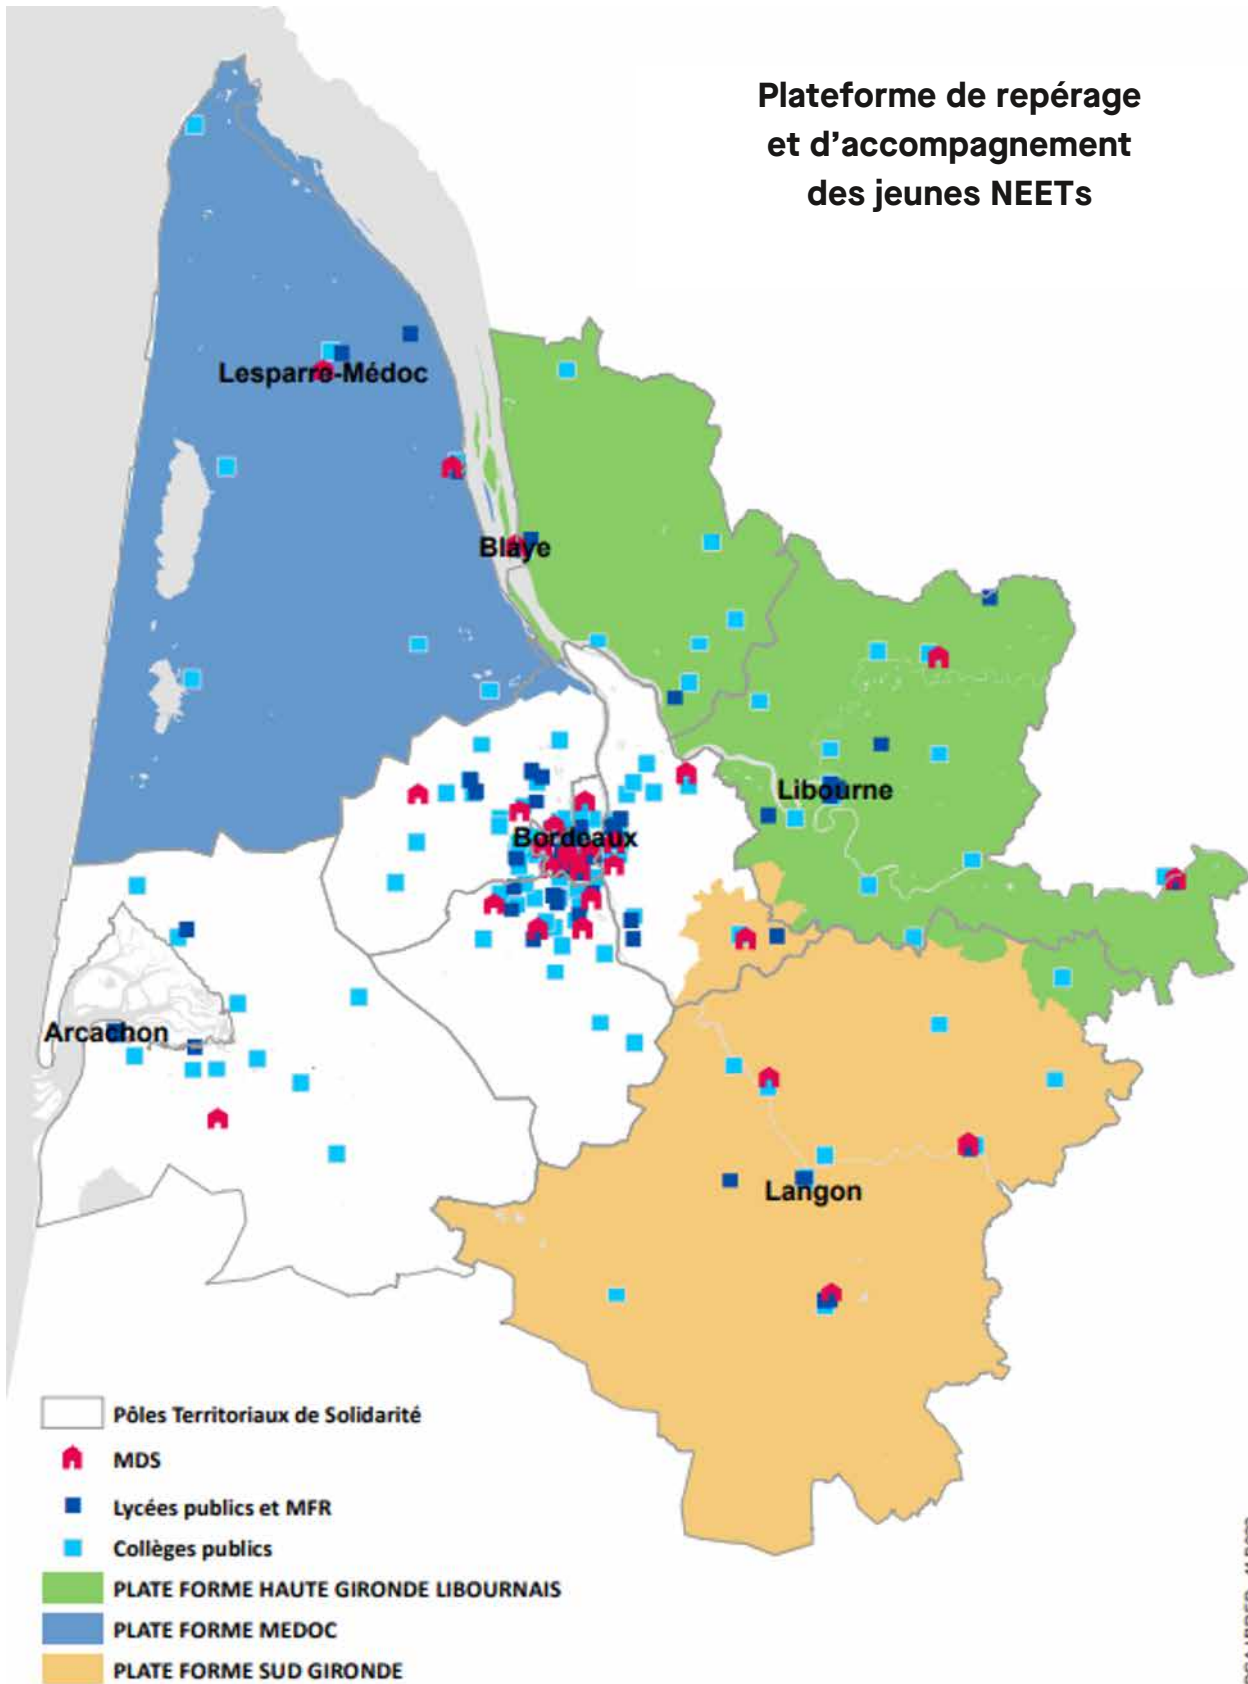 Plateforme de repérage
et d'accompagnement
des jeunes NEETs
Lesparre-Médoc
Blaye
Libourne
Bordeaux
Arcachon
Langon
Pôles Territoriaux de Solidarité
MDS
Lycées publics et MFR
Collèges publics
PLATE FORME HAUTE GIRONDE LIBOURNAIS
PLATE FORME MEDOC
PLATE FORME SUD GIRONDE